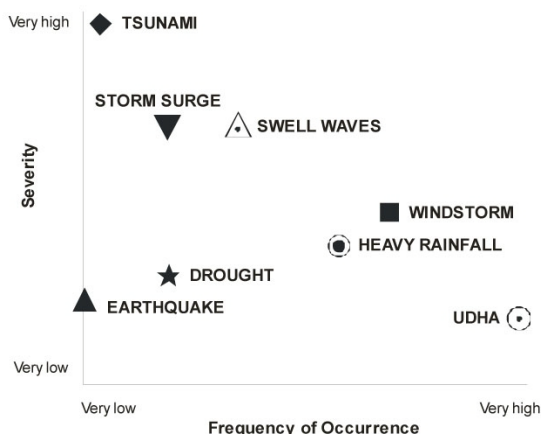 Very high
TSUNAMI
STORM SURGE
SWELL WAVES
Severity
WINDSTORM
HEAVY RAINFALL
DROUGHT
EARTHQUAKE
UDHA
Very low
Very low
Very high
Frequency of Occurrence